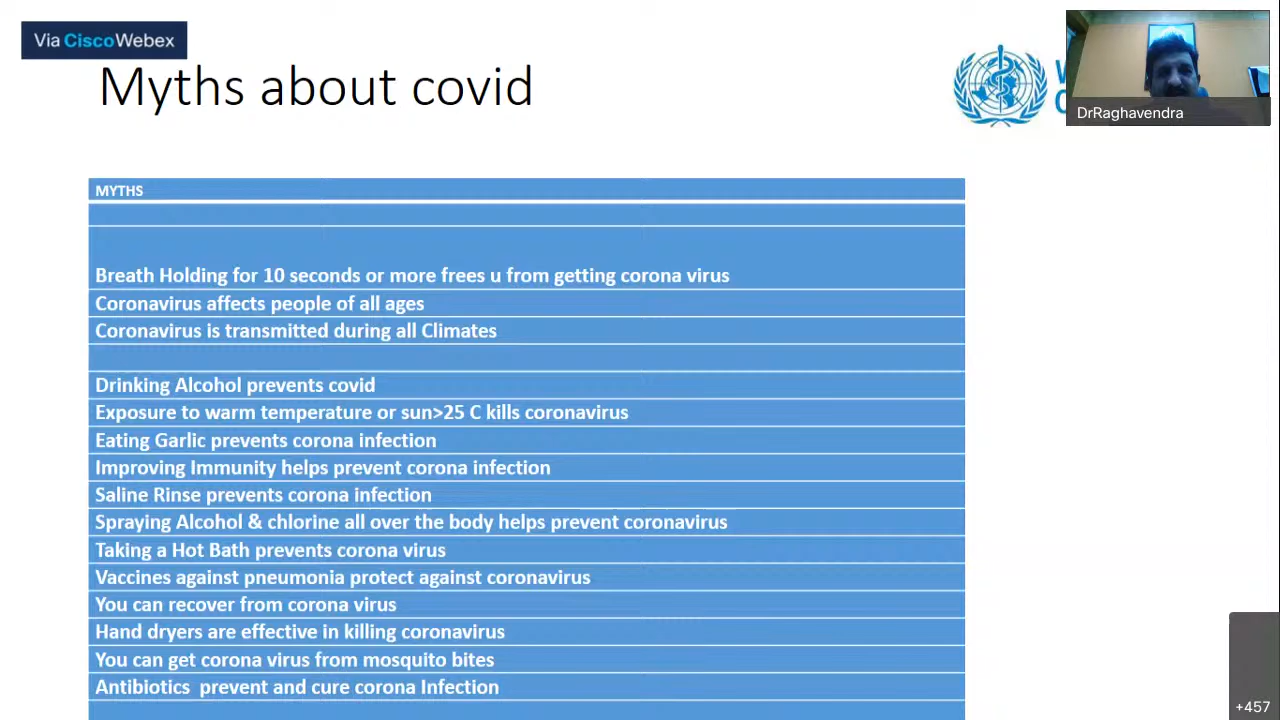 Via CiscoWebex
Myths about covid
DrRaghavendra
MYTHS
Breath Holding for 10 seconds or more frees u from getting corona virus
Coronavirus affects people of all ages
Coronavirus is transmitted during all Climates
Drinking Alcohol prevents covid
Exposure to warm temperature or sun>25 C kills coronavirus
Eating Garlic prevents corona infection
Improving Immunity helps prevent corona infection
Saline Rinse prevents corona infection
Spraying Alcohol & chlorine all over the body helps prevent coronavirus
Taking a Hot Bath prevents corona virus
Vaccines against pneumonia protect against coronavirus
You can recover from corona virus
Hand dryers are effective in killing coronavirus
You can get corona virus from mosquito bites
Antibiotics  prevent and cure corona Infection
+457